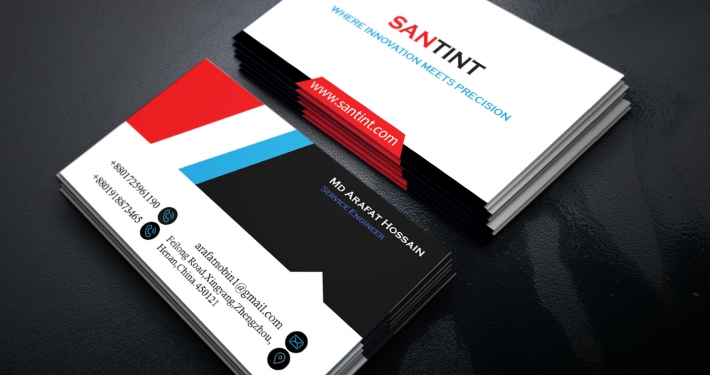 SANTINT
WHERE INNOVATION MEETS PRECISION
www.santint.com
MD ARAFAT HOSSAIN
SERVICE ENGINEER
+8801725961190
+8801918873465
arafatnobin1@gmail.com
Feilong Road,Xingyang,Zhengzhou,
Henan,China.450121